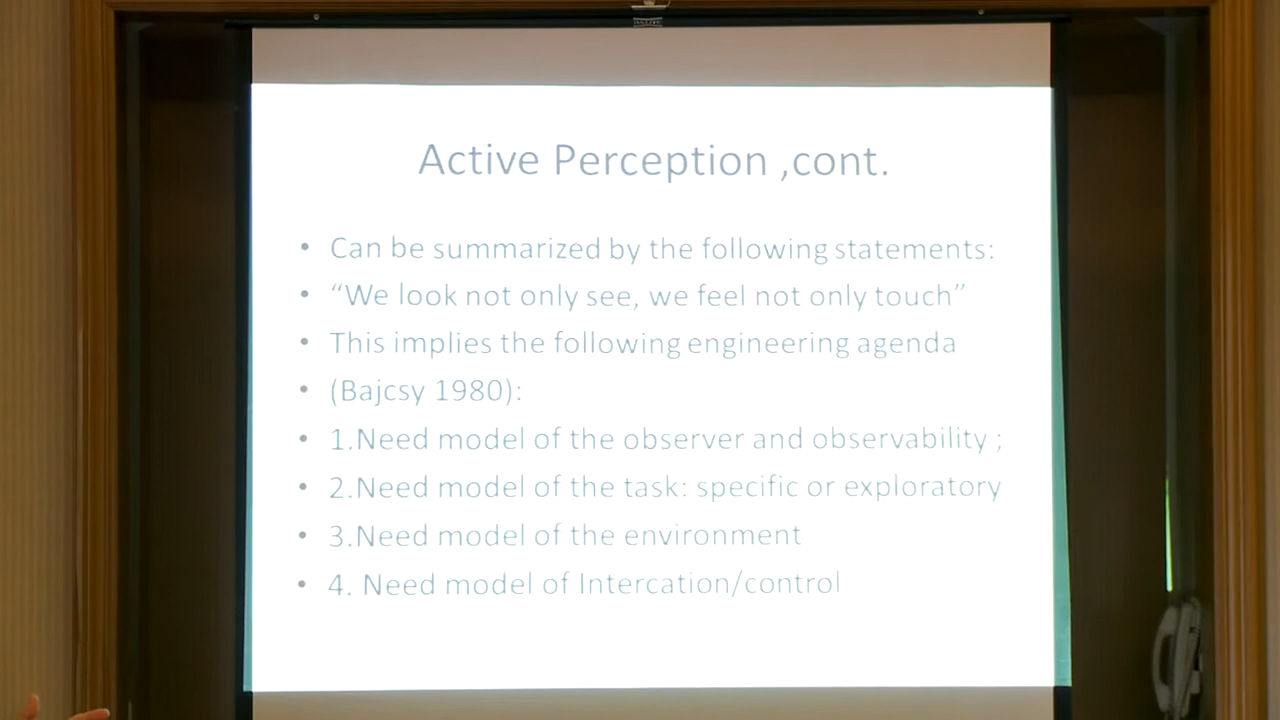 Active Perception ,cont.
• Can be summarized by the following statements:
• “We look not only see, we feel not only touch”
• This implies the following engineering agenda
• (Bajcsy 1980):
• 1.Need model of the observer and observability ;
• 2.Need model of the task: specific or exploratory
• 3.Need model of the environment
• 4. Need model of Intercation/control